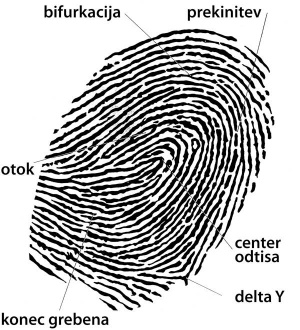 bifurkacija
prekinitev
otok
center
odtisa
delta Y
konec grebena